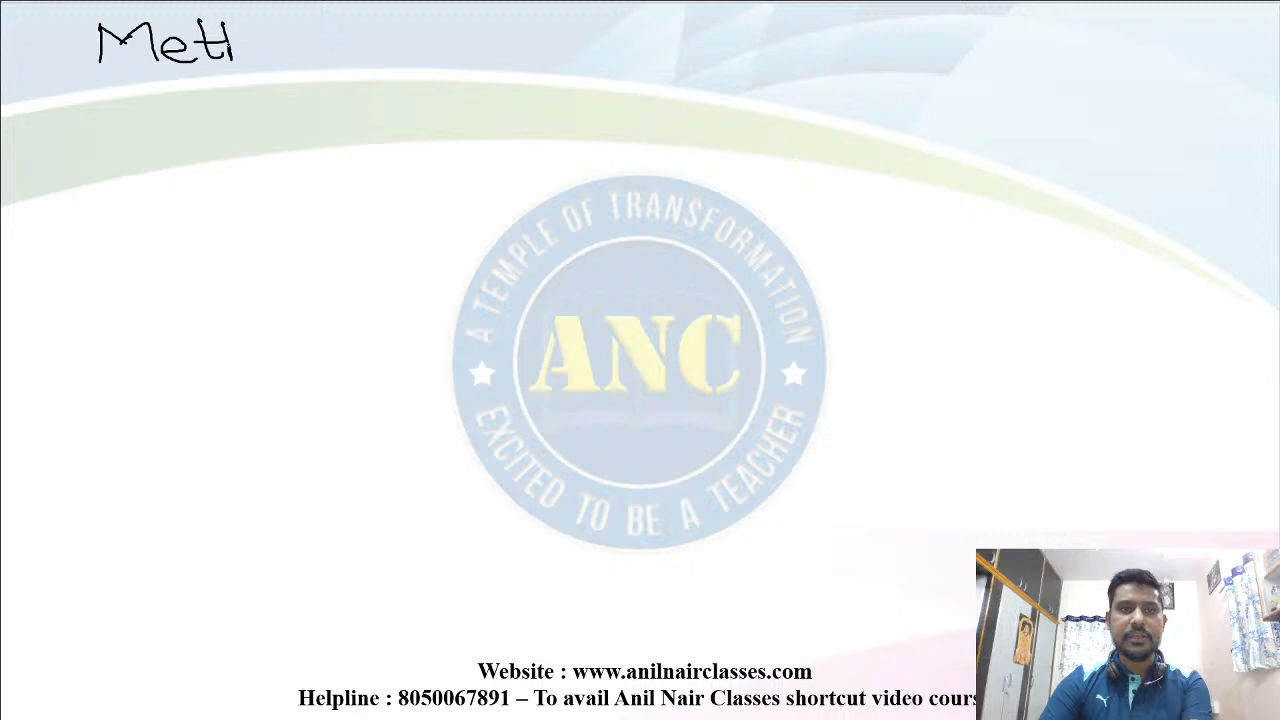 Met
A TEMPLE OF TRANSFORMATION
ANC
EXCITED TO BE A TEACHER
Website : www.anilnairclasses.com
Helpline : 8050067891 – To avail Anil Nair Classes shortcut video cours